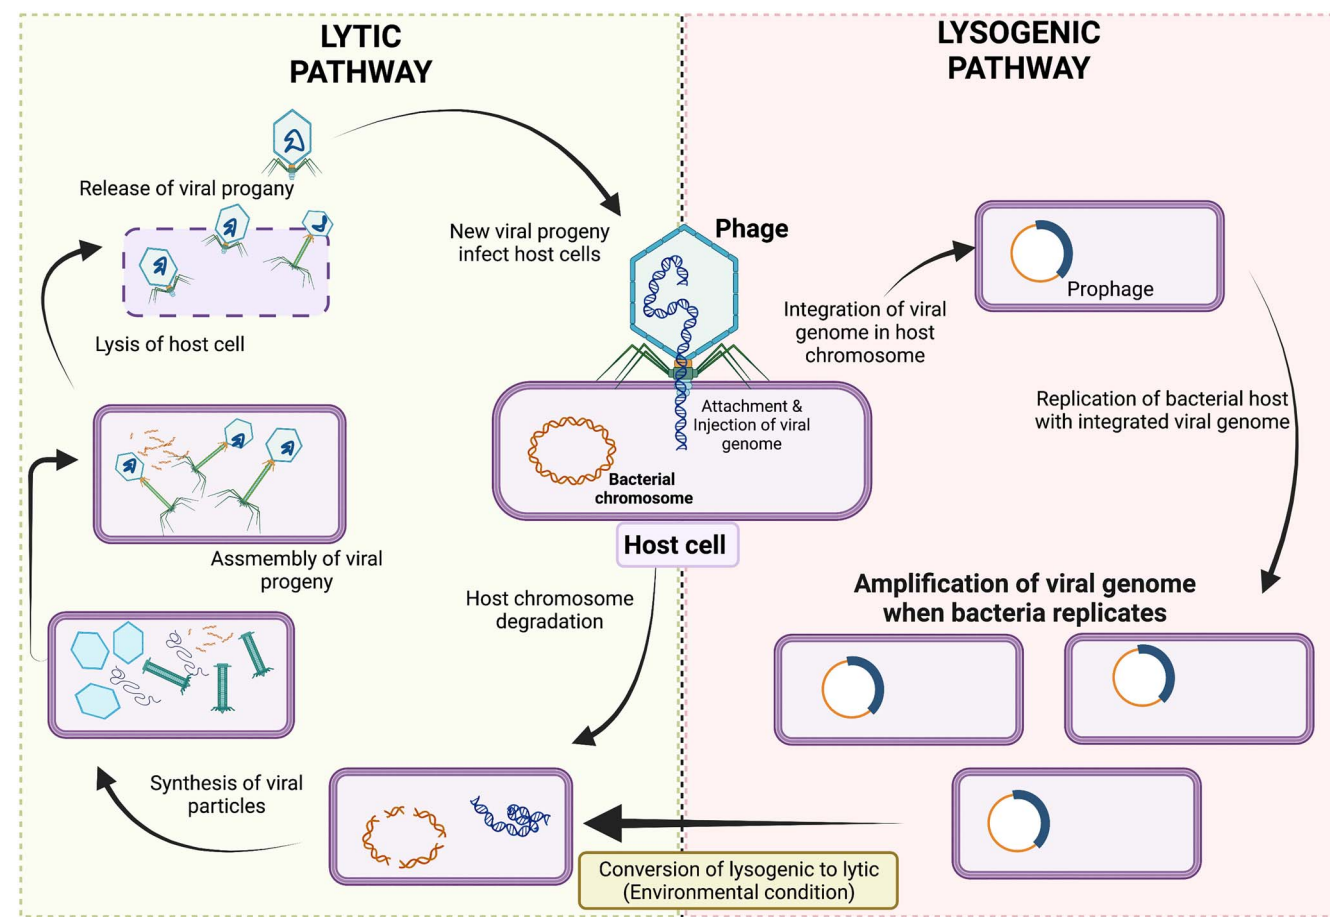 LYTIC
PATHWAY
LYSOGENIC
PATHWAY
Release of viral progany
New viral progeny
infect host cells
Phage
Lysis of host cell
Integration of viral
genome in host
chromosome
Prophage
Attachment &
Injection of viral
genome
Bacterial
chromosome
Host cell
Replication of bacterial host
with integrated viral genome
Assmembly of viral
progeny
Host chromosome
degradation
Amplification of viral genome
when bacteria replicates
Synthesis of viral
particles
Conversion of lysogenic to lytic
(Environmental condition)